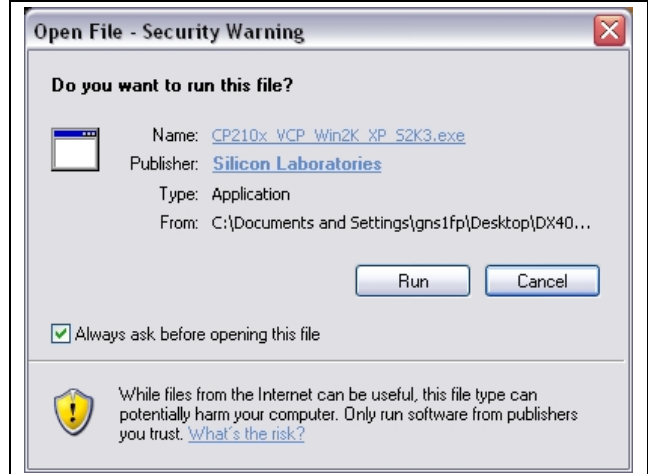 Open File - Security Warning
Do you want to run this file?
Name: CP210x_VCP_Win2K_XP_S2K3.exe
Publisher: Silicon Laboratories
Type: Application
From: C:\Documents and Settings\gns1fp\Desktop\DX40...
Run Cancel
Always ask before opening this file
While files from the Internet can be useful, this file type can
potentially harm your computer. Only run software from publishers
you trust. What's the risk?